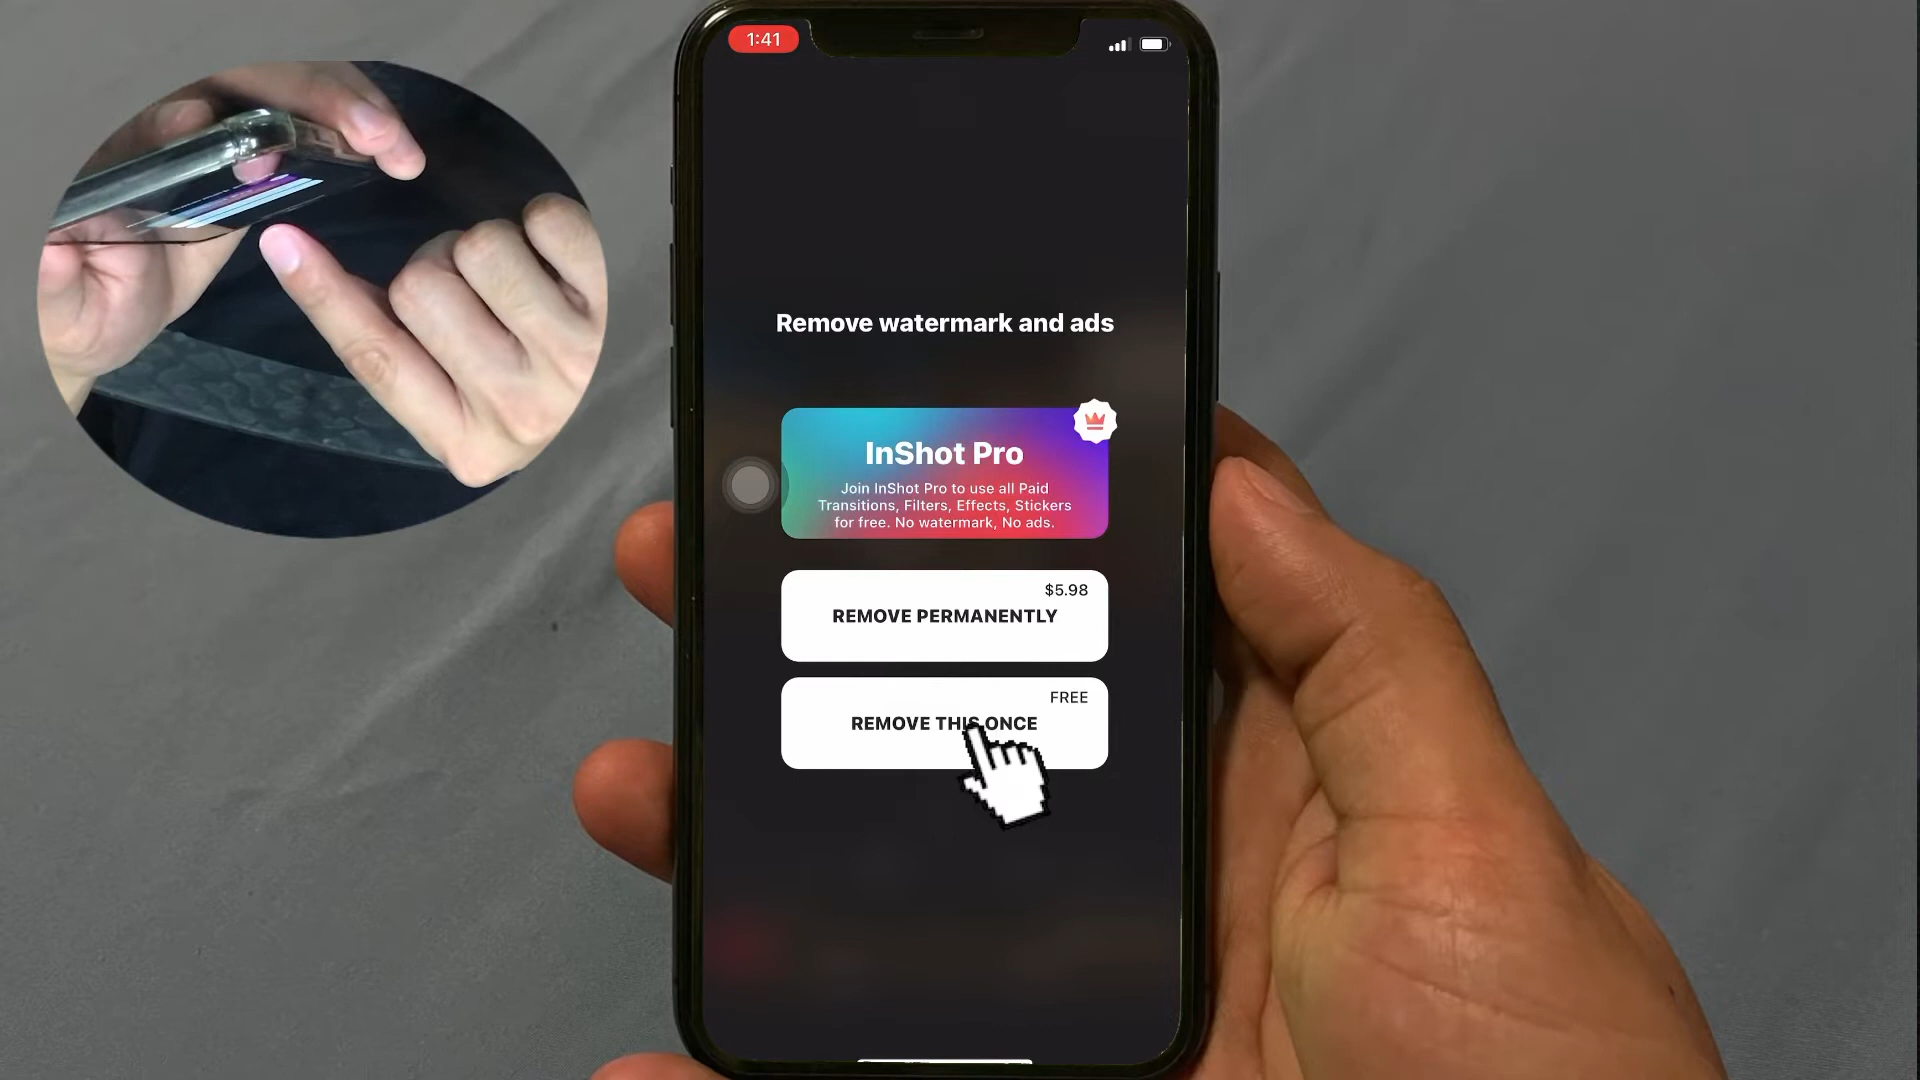 1:41
Remove watermark and ads
InShot Pro
Join InShot Pro to use all Paid
Transitions, Filters, Effects, Stickers
for free. No watermark, No ads.
$5.98
REMOVE PERMANENTLY
FREE
REMOVE THIS ONCE